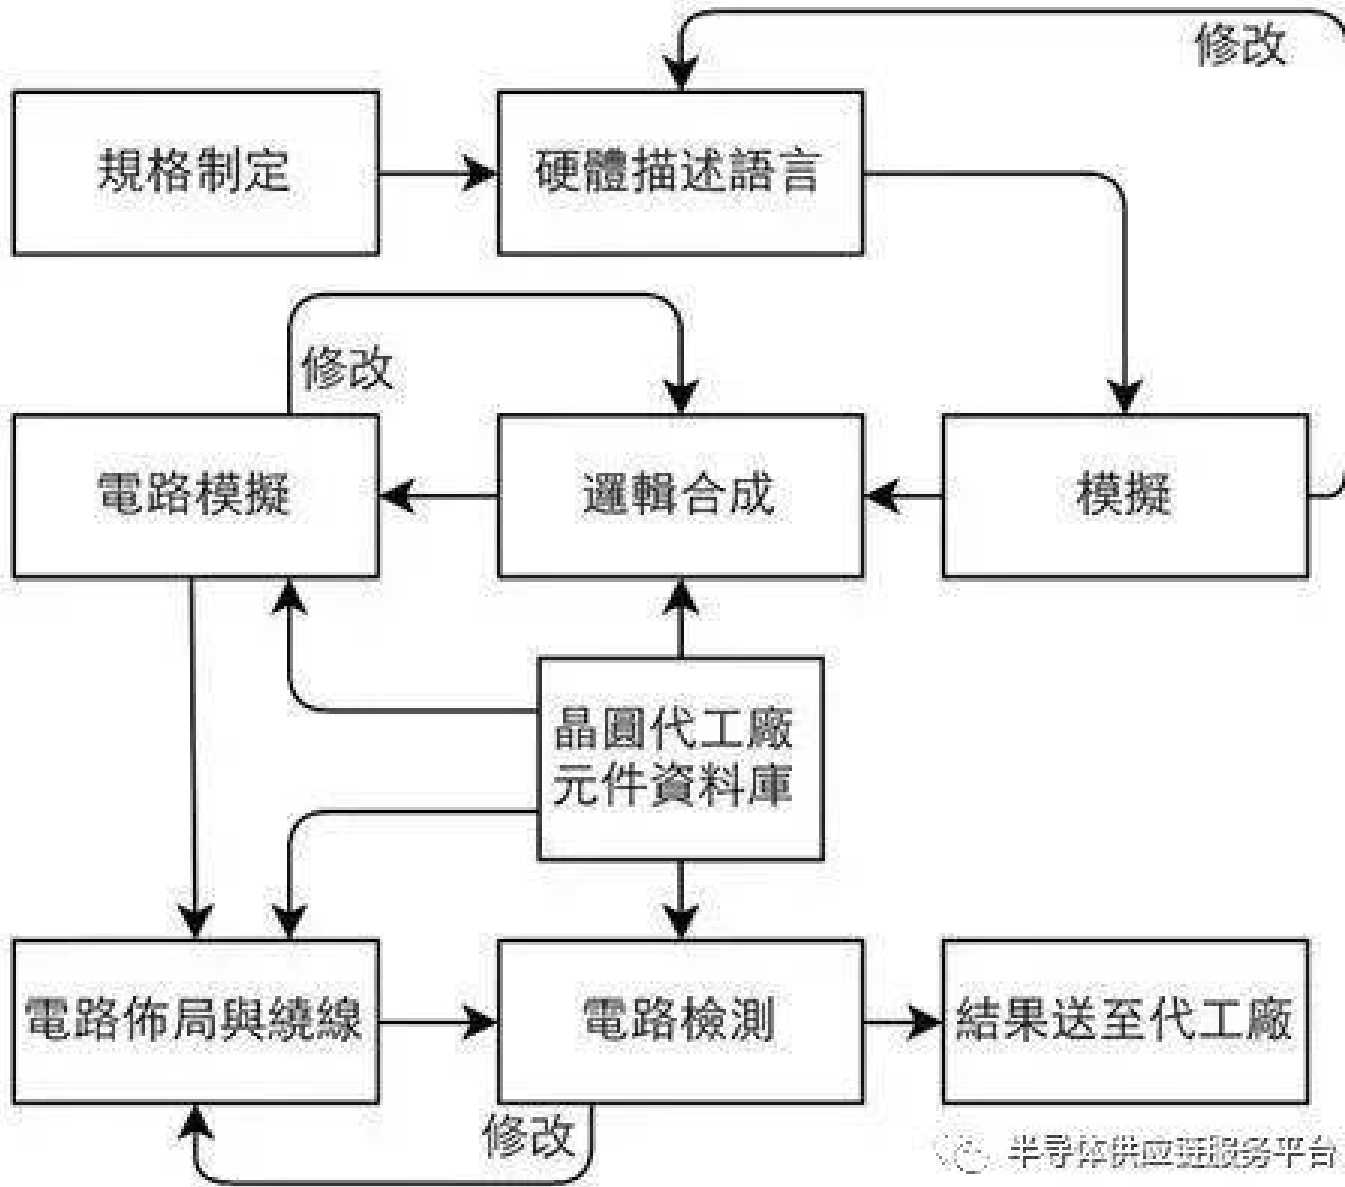 修改
規格制定
硬體描述語言
修改
電路模擬
邏輯合成
模擬
晶圓代工廠
元件資料庫
電路佈局與繞線
電路檢測
結果送至代工廠
修改
半导体供应链服务平台